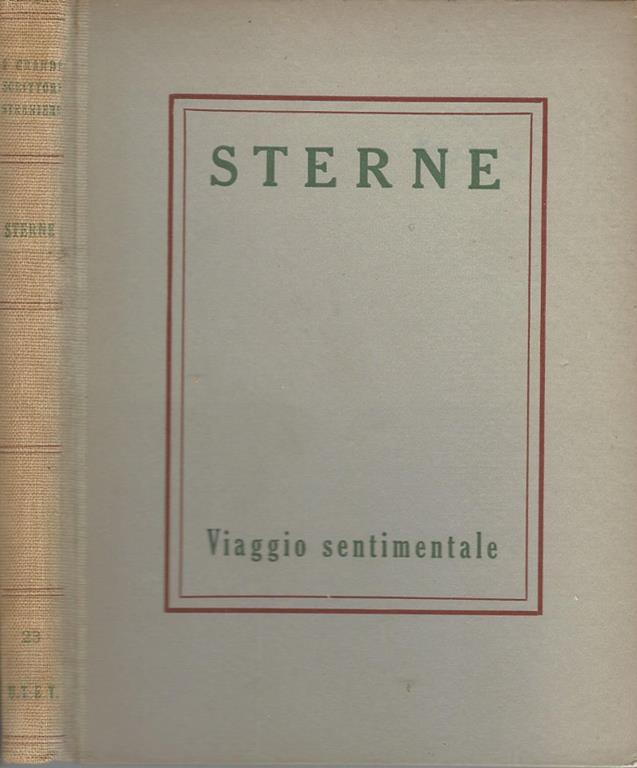 I GRANDI
SCRITTORI
STRANIERI
STERNE
23
U.T.E.T.
STERNE
Viaggio sentimentale